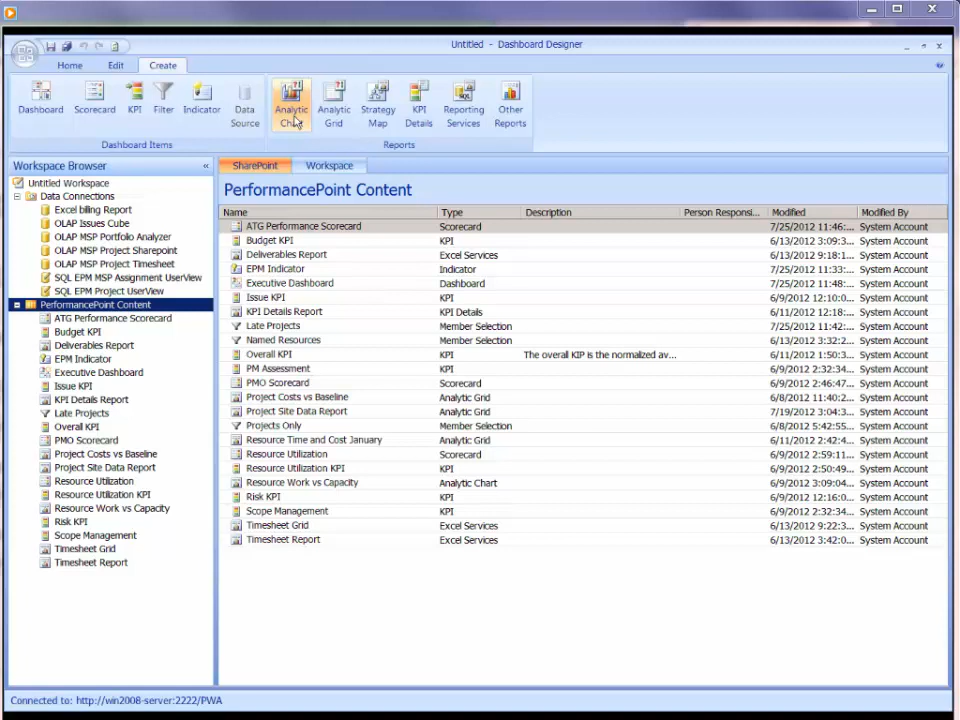 Untitled - Dashboard Designer
Home Edit Create
Dashboard Scorecard KPI Filter Indicator Data Source Analytic Chart Analytic Grid Strategy Map KPI Details Reporting Services Other Reports
Dashboard Items Reports
Workspace Browser «
Untitled Workspace
Data Connections
Excel billing Report
OLAP Issues Cube
OLAP MSP Portfolio Analyzer
OLAP MSP Project Sharepoint
OLAP MSP Project Timesheet
SQL EPM MSP Assignment UserView
SQL EPM Project UserView
PerformancePoint Content
ATG Performance Scorecard
Budget KPI
Deliverables Report
EPM Indicator
Executive Dashboard
Issue KPI
KPI Details Report
Late Projects
Overall KPI
PMO Scorecard
Project Costs vs Baseline
Project Site Data Report
Resource Utilization
Resource Utilization KPI
Resource Work vs Capacity
Risk KPI
Scope Management
Timesheet Grid
Timesheet Report
SharePoint Workspace
PerformancePoint Content
Name Type Description Person Responsi... Modified Modified By
ATG Performance Scorecard Scorecard 7/25/2012 11:46:... System Account
Budget KPI KPI 6/13/2012 3:09:3... System Account
Deliverables Report Excel Services 6/13/2012 9:18:1... System Account
EPM Indicator Indicator 7/25/2012 11:33:... System Account
Executive Dashboard Dashboard 7/25/2012 11:48:... System Account
Issue KPI KPI 6/9/2012 12:10:0... System Account
KPI Details Report KPI Details 6/11/2012 12:18:... System Account
Late Projects Member Selection 7/25/2012 11:42:... System Account
Named Resources Member Selection 6/13/2012 3:32:2... System Account
Overall KPI KPI The overall KIP is the normalized av... 6/11/2012 1:50:3... System Account
PM Assessment KPI 6/9/2012 2:32:34... System Account
PMO Scorecard Scorecard 6/9/2012 2:46:47... System Account
Project Costs vs Baseline Analytic Grid 6/8/2012 11:40:2... System Account
Project Site Data Report Analytic Grid 7/19/2012 3:04:3... System Account
Projects Only Member Selection 6/8/2012 5:42:55... System Account
Resource Time and Cost January Analytic Grid 6/11/2012 2:42:4... System Account
Resource Utilization Scorecard 6/9/2012 2:59:11... System Account
Resource Utilization KPI KPI 6/9/2012 2:50:49... System Account
Resource Work vs Capacity Analytic Chart 6/9/2012 3:09:04... System Account
Risk KPI KPI 6/9/2012 12:16:0... System Account
Scope Management KPI 6/9/2012 2:32:34... System Account
Timesheet Grid Excel Services 6/13/2012 9:22:3... System Account
Timesheet Report Excel Services 6/13/2012 3:42:0... System Account
Connected to: http://win2008-server:2222/PWA